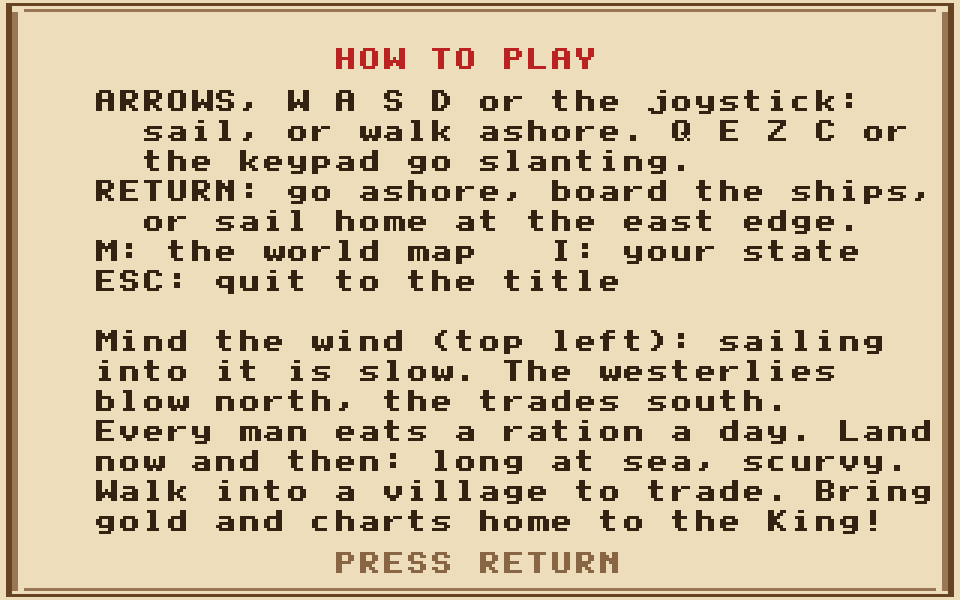 HOW TO PLAY
ARROWS, W A S D or the joystick:
sail, or walk ashore. Q E Z C or
the keypad go slanting.
RETURN: go ashore, board the ships,
or sail home at the east edge.
M: the world map   I: your state
ESC: quit to the title
Mind the wind (top left): sailing
into it is slow. The westerlies
blow north, the trades south.
Every man eats a ration a day. Land
now and then: long at sea, scurvy.
Walk into a village to trade. Bring
gold and charts home to the King!
PRESS RETURN